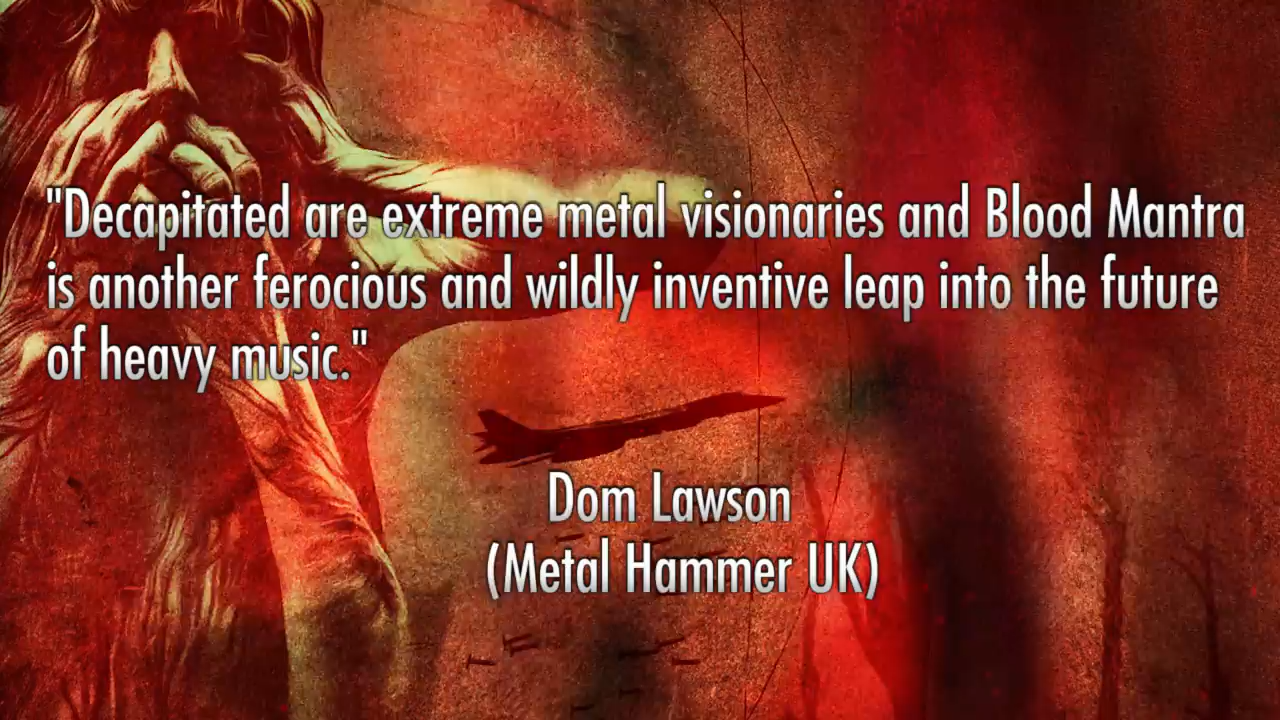 "Decapitated are extreme metal visionaries and Blood Mantra
is another ferocious and wildly inventive leap into the future
of heavy music."
Dom Lawson
(Metal Hammer UK)